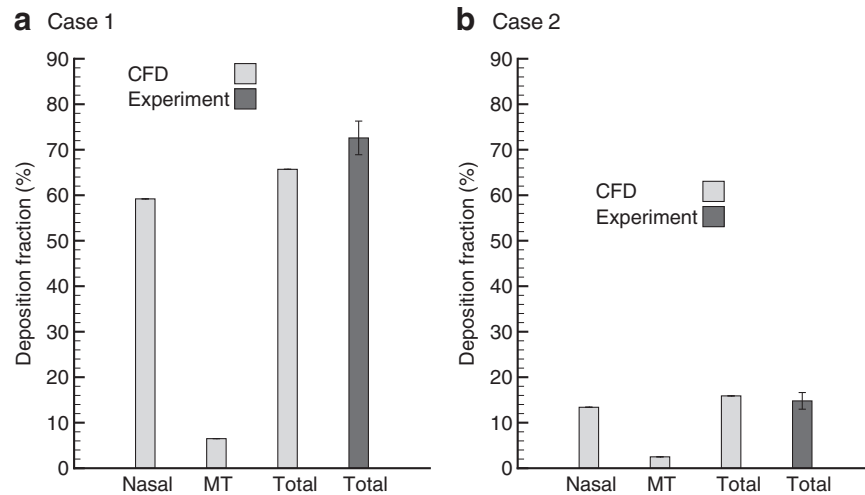 a Case 1
CFD
Experiment
Deposition fraction (%)
90
80
70
60
50
40
30
20
10
0
Nasal MT Total Total
b Case 2
CFD
Experiment
Deposition fraction (%)
90
80
70
60
50
40
30
20
10
0
Nasal MT Total Total